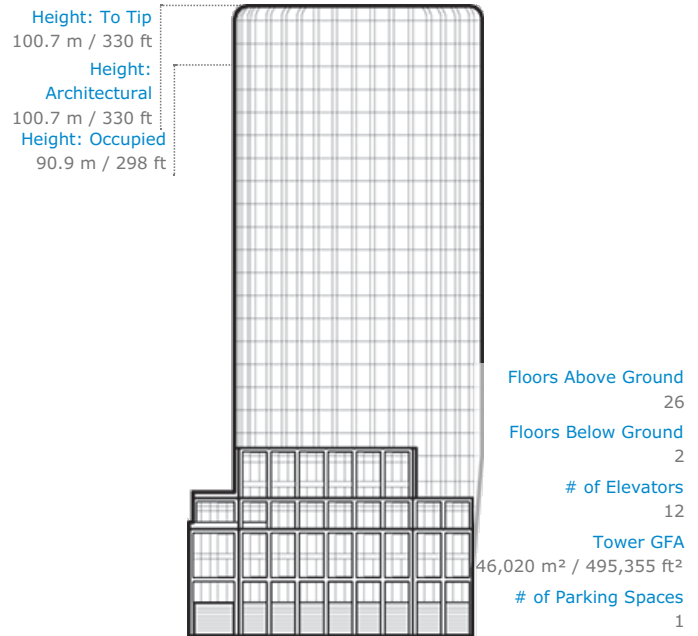 Height: To Tip
100.7 m / 330 ft
Height:
Architectural
100.7 m / 330 ft
Height: Occupied
90.9 m / 298 ft
Floors Above Ground
26
Floors Below Ground
2
# of Elevators
12
Tower GFA
46,020 m² / 495,355 ft²
# of Parking Spaces
1